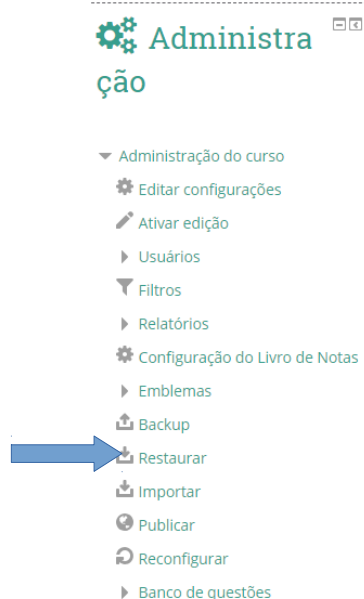 Administra
ção
Administração do curso
Editar configurações
Ativar edição
Usuários
Filtros
Relatórios
Configuração do Livro de Notas
Emblemas
Backup
Restaurar
Importar
Publicar
Reconfigurar
Banco de questões